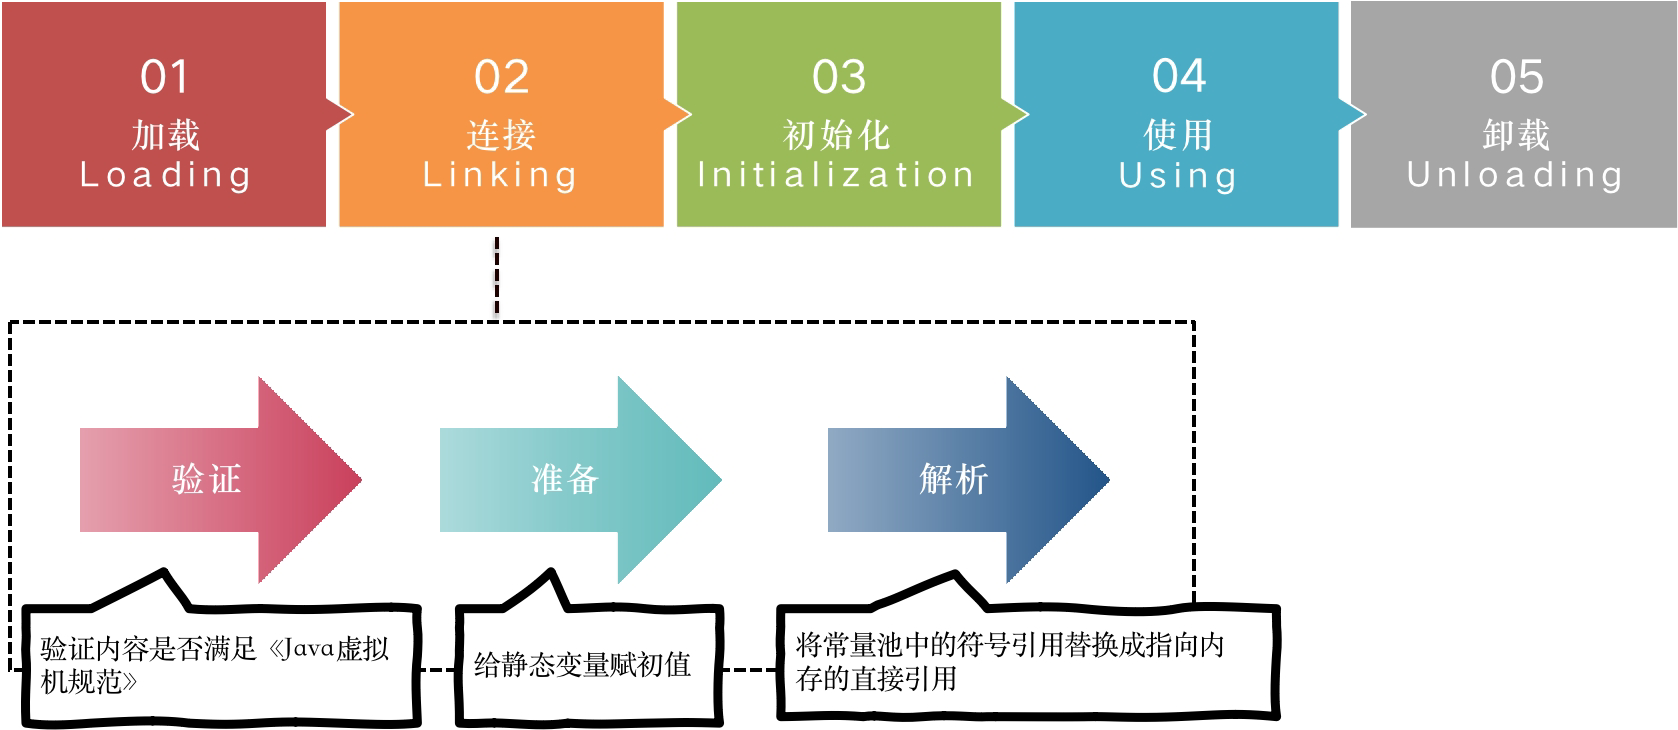 01
加载
Loading
02
连接
Linking
03
初始化
Initialization
04
使用
Using
05
卸载
Unloading
验证
准备
解析
验证内容是否满足《Java虚拟
机规范》
给静态变量赋初值
将常量池中的符号引用替换成指向内
存的直接引用